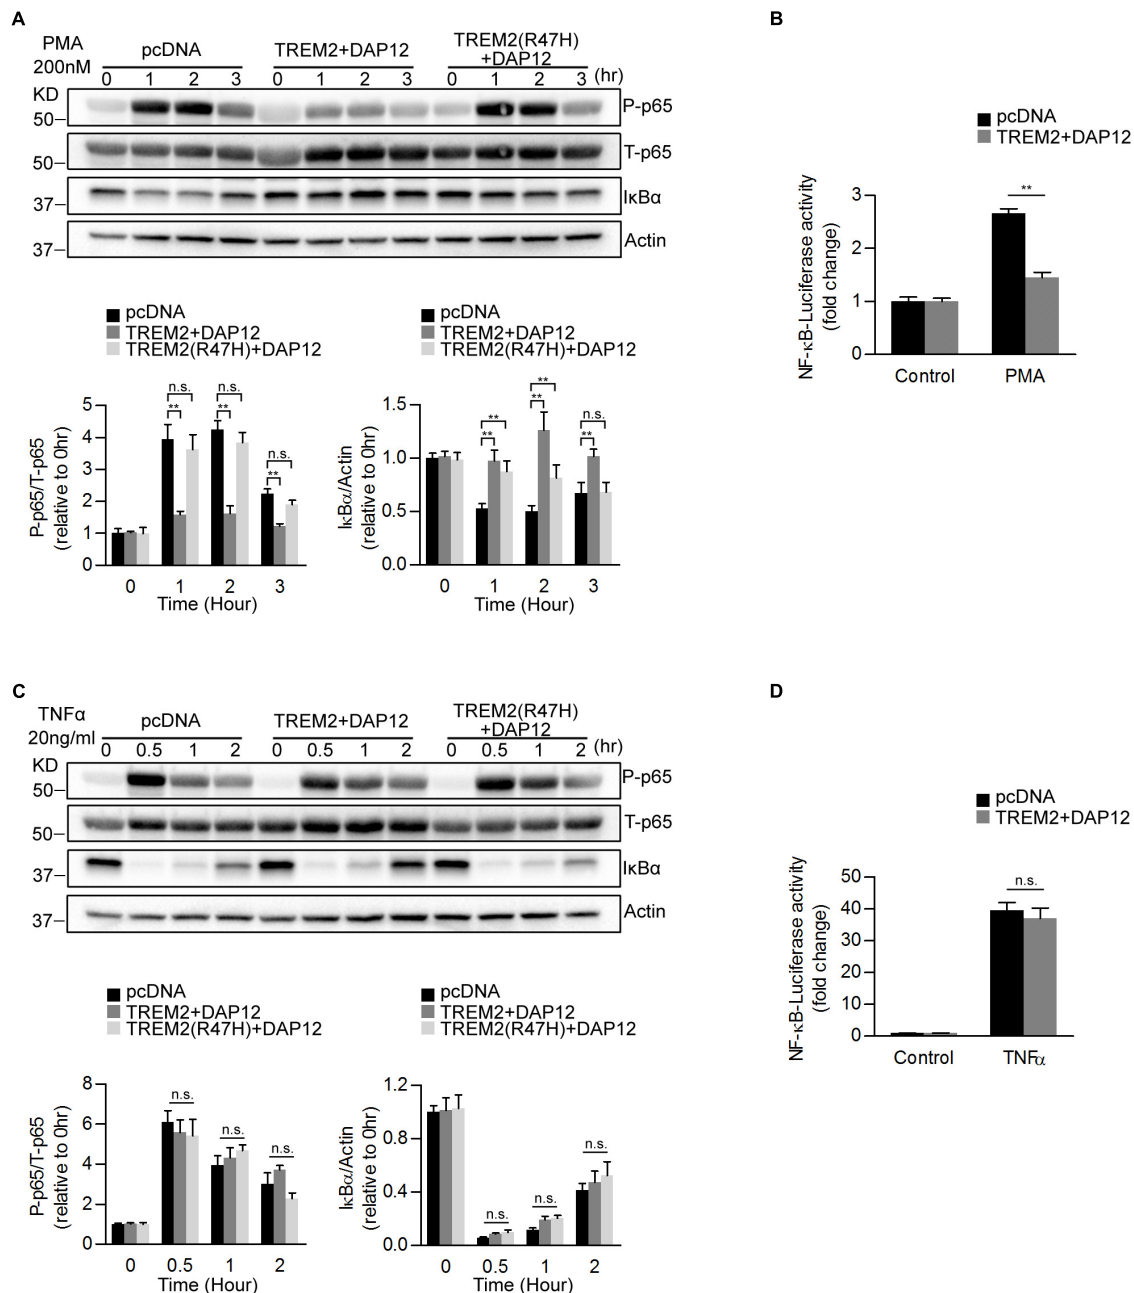 A
PMA
200nM
pcDNA
TREM2+DAP12
TREM2(R47H)
+DAP12
0 1 2 3 0 1 2 3 0 1 2 3 (hr)
KD
50
P-p65
50
T-p65
37
IκBα
37
Actin
pcDNA
TREM2+DAP12
TREM2(R47H)+DAP12
P-p65/T-p65
(relative to 0hr)
5
4
3
2
1
0
n.s.
**
n.s.
**
n.s.
**
0 1 2 3
Time (Hour)
pcDNA
TREM2+DAP12
TREM2(R47H)+DAP12
IκBα/Actin
(relative to 0hr)
1.5
1.0
0.5
0.0
**
**
**
**
n.s.
**
0 1 2 3
Time (Hour)
B
pcDNA
TREM2+DAP12
NF-κB-Luciferase activity
(fold change)
3
2
1
0
**
Control PMA
C
TNFα
20ng/ml
pcDNA
TREM2+DAP12
TREM2(R47H)
+DAP12
0 0.5 1 2 0 0.5 1 2 0 0.5 1 2 (hr)
KD
50
P-p65
50
T-p65
37
IκBα
37
Actin
pcDNA
TREM2+DAP12
TREM2(R47H)+DAP12
P-p65/T-p65
(relative to 0hr)
8
6
4
2
0
n.s.
n.s.
n.s.
0 0.5 1 2
Time (Hour)
pcDNA
TREM2+DAP12
TREM2(R47H)+DAP12
IκBα/Actin
(relative to 0hr)
1.2
0.8
0.4
0.0
n.s.
n.s.
n.s.
0 0.5 1 2
Time (Hour)
D
pcDNA
TREM2+DAP12
NF-κB-Luciferase activity
(fold change)
50
40
30
20
10
0
n.s.
Control TNFα